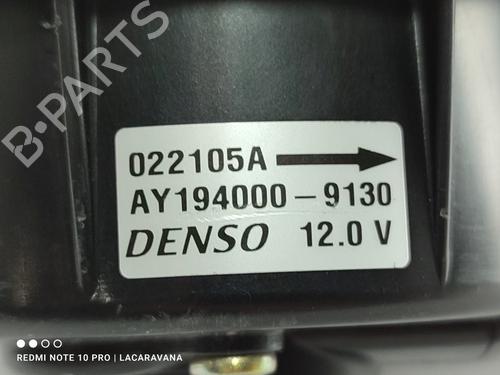 B-PARTS
022105A
AY194000-9130
DENSO 12.0 V
REDMI NOTE 10 PRO | LACARAVANA